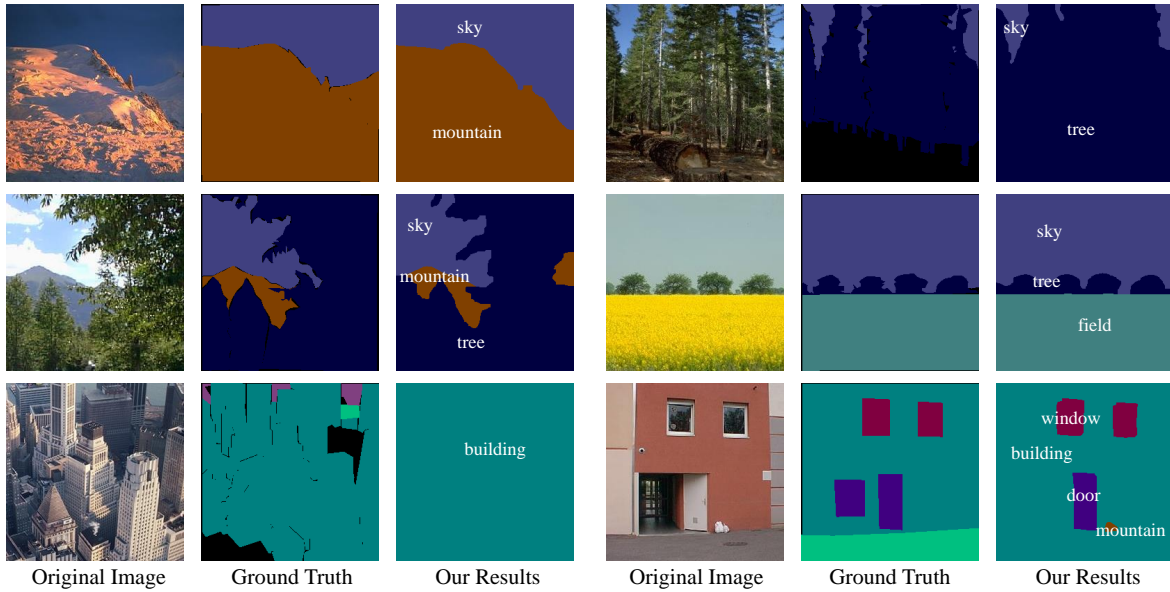 sky
mountain
sky
tree
sky
mountain
tree
sky
tree
field
building
window
building
door
mountain
Original Image
Ground Truth
Our Results
Original Image
Ground Truth
Our Results